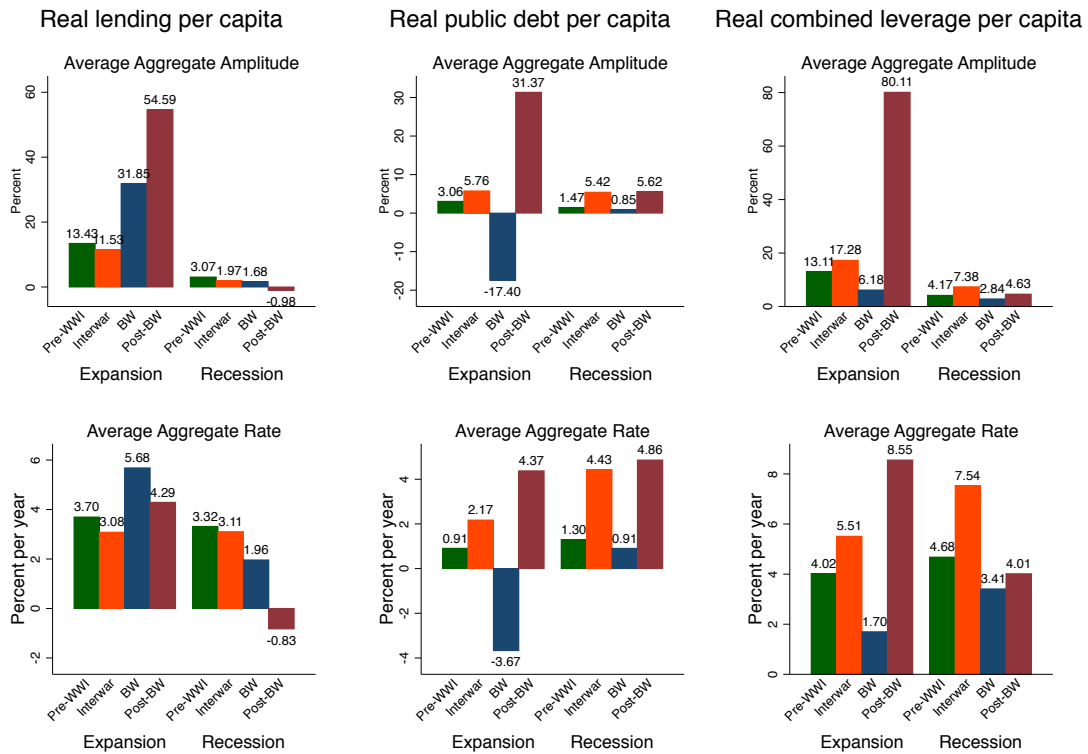 Real lending per capita
Average Aggregate Amplitude
Percent
60
40
20
0
13.43
11.53
31.85
54.59
3.07
1.97
1.68
-0.98
Pre-WWI
Interwar
BW
Post-BW
Pre-WWI
Interwar
BW
Post-BW
Expansion
Recession
Real public debt per capita
Average Aggregate Amplitude
Percent
30
20
10
0
-10
-20
3.06
5.76
-17.40
31.37
1.47
5.42
0.85
5.62
Pre-WWI
Interwar
BW
Post-BW
Pre-WWI
Interwar
BW
Post-BW
Expansion
Recession
Real combined leverage per capita
Average Aggregate Amplitude
Percent
80
60
40
20
0
13.11
17.28
6.18
80.11
4.17
7.38
2.84
4.63
Pre-WWI
Interwar
BW
Post-BW
Pre-WWI
Interwar
BW
Post-BW
Expansion
Recession
Average Aggregate Rate
Percent per year
6
4
2
0
-2
3.70
3.08
5.68
4.29
3.32
3.11
1.96
-0.83
Pre-WWI
Interwar
BW
Post-BW
Pre-WWI
Interwar
BW
Post-BW
Expansion
Recession
Average Aggregate Rate
Percent per year
4
2
0
-2
-4
0.91
2.17
-3.67
4.37
1.30
4.43
0.91
4.86
Pre-WWI
Interwar
BW
Post-BW
Pre-WWI
Interwar
BW
Post-BW
Expansion
Recession
Average Aggregate Rate
Percent per year
8
6
4
2
0
4.02
5.51
1.70
8.55
4.68
7.54
3.41
4.01
Pre-WWI
Interwar
BW
Post-BW
Pre-WWI
Interwar
BW
Post-BW
Expansion
Recession